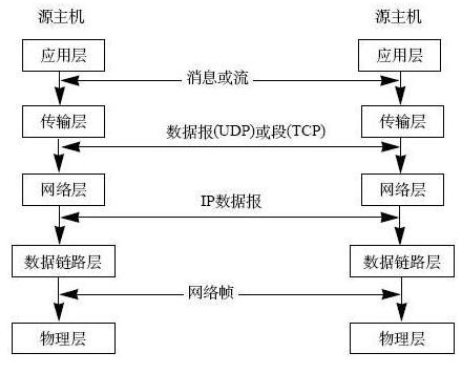 源主机 源主机
应用层 应用层
消息或流
传输层 传输层
数据报(UDP)或段(TCP)
网络层 网络层
IP数据报
数据链路层 数据链路层
网络帧
物理层 物理层